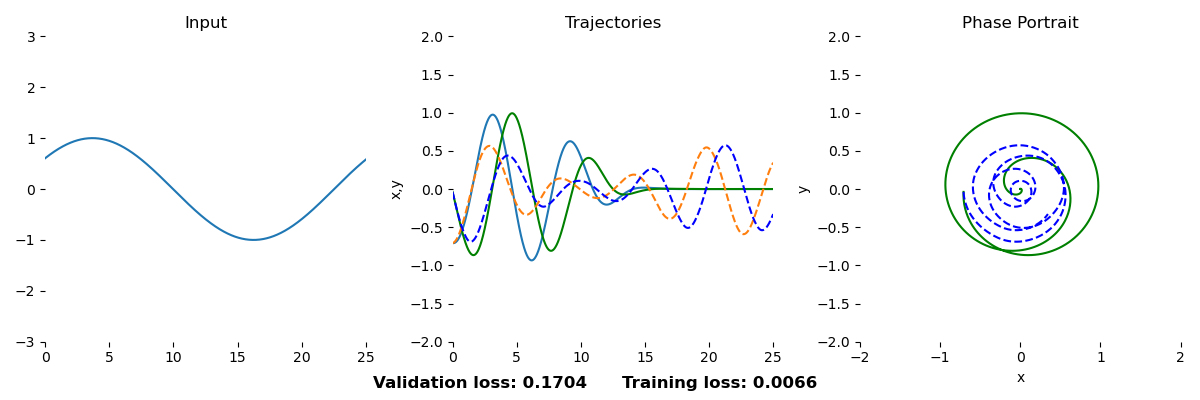 Input
3
2
1
0
−1
−2
−3
0 5 10 15 20 25
Trajectories
x,y
2.0
1.5
1.0
0.5
0.0
−0.5
−1.0
−1.5
−2.0
0 5 10 15 20 25
Phase Portrait
y
2.0
1.5
1.0
0.5
0.0
−0.5
−1.0
−1.5
−2.0
−2 −1 0 1 2
x
Validation loss: 0.1704 Training loss: 0.0066